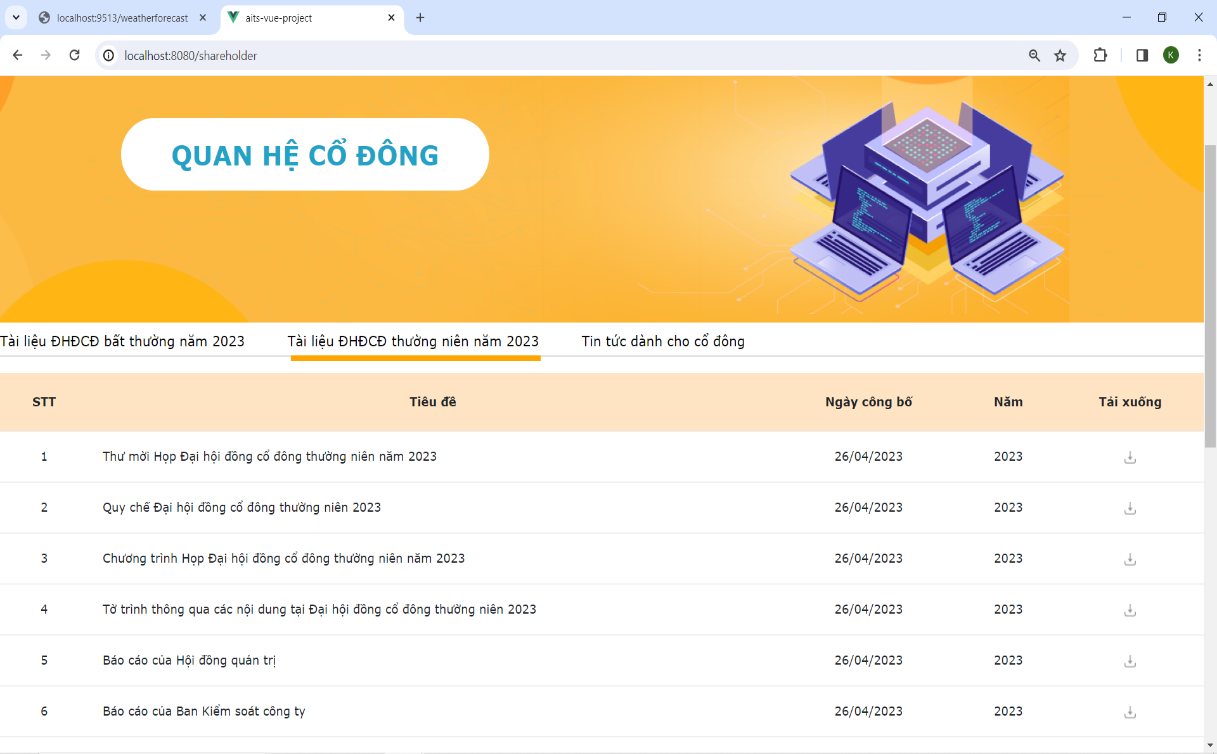 localhost:9513/weatherforecast
aits-vue-project
localhost:8080/shareholder
K
QUAN HỆ CỔ ĐÔNG
Tài liệu ĐHĐCĐ bất thường năm 2023 Tài liệu ĐHĐCĐ thường niên năm 2023 Tin tức dành cho cổ đông
STT Tiêu đề Ngày công bố Năm Tải xuống
1 Thư mời Họp Đại hội đồng cổ đông thường niên năm 2023 26/04/2023 2023
2 Quy chế Đại hội đồng cổ đông thường niên 2023 26/04/2023 2023
3 Chương trình Họp Đại hội đồng cổ đông thường niên năm 2023 26/04/2023 2023
4 Tờ trình thông qua các nội dung tại Đại hội đồng cổ đông thường niên 2023 26/04/2023 2023
5 Báo cáo của Hội đồng quản trị 26/04/2023 2023
6 Báo cáo của Ban Kiểm soát công ty 26/04/2023 2023